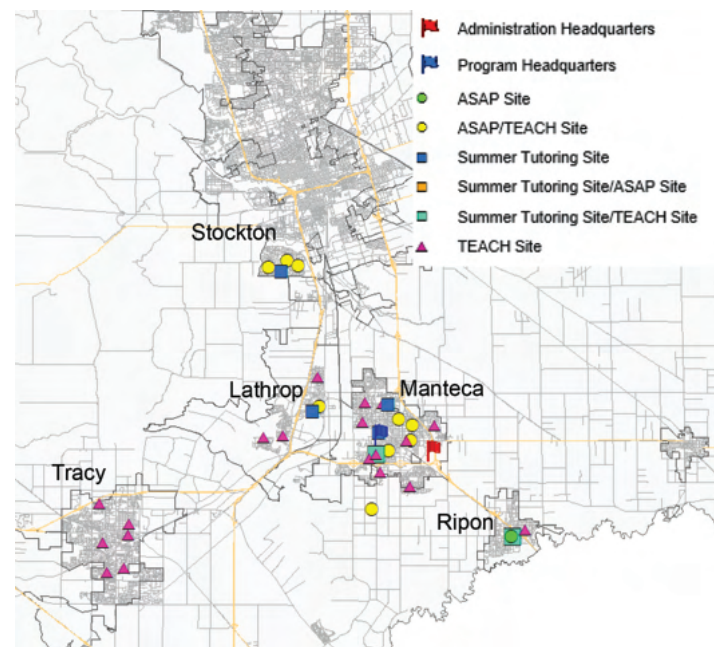 Administration Headquarters
Program Headquarters
ASAP Site
ASAP/TEACH Site
Summer Tutoring Site
Summer Tutoring Site/ASAP Site
Summer Tutoring Site/TEACH Site
TEACH Site
Stockton
Lathrop
Manteca
Tracy
Ripon